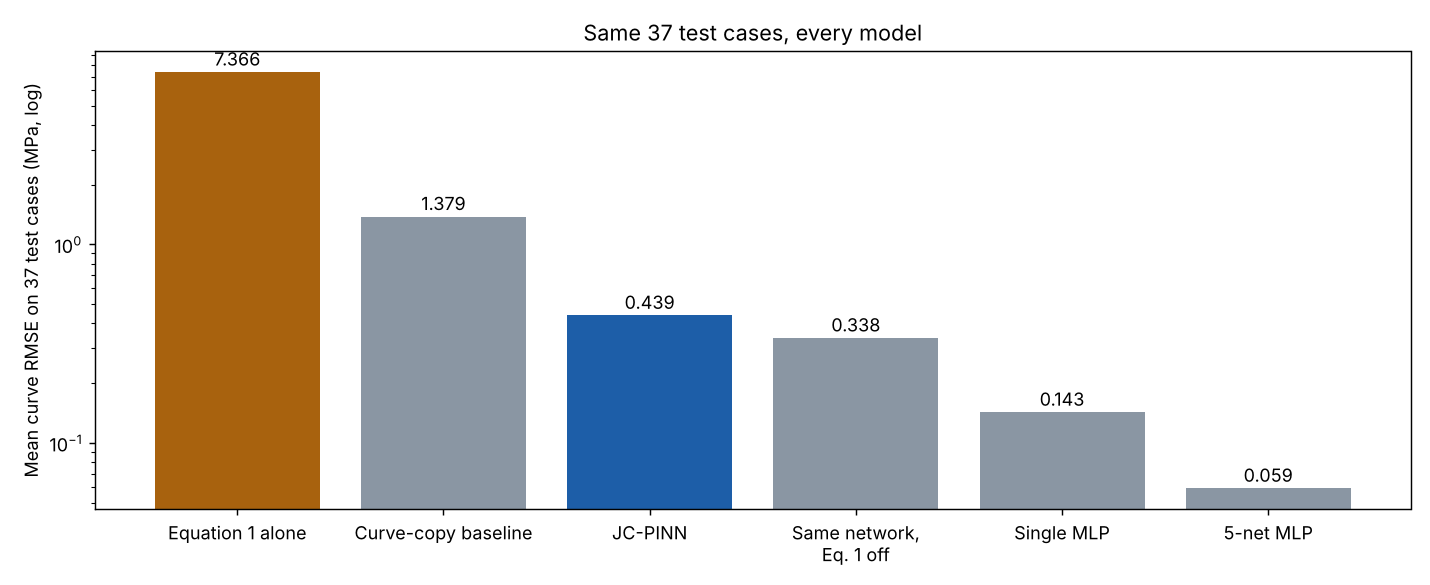 Same 37 test cases, every model
Mean curve RMSE on 37 test cases (MPa, log)
10⁰
10⁻¹
7.366
1.379
0.439
0.338
0.143
0.059
Equation 1 alone
Curve-copy baseline
JC-PINN
Same network,
Eq. 1 off
Single MLP
5-net MLP